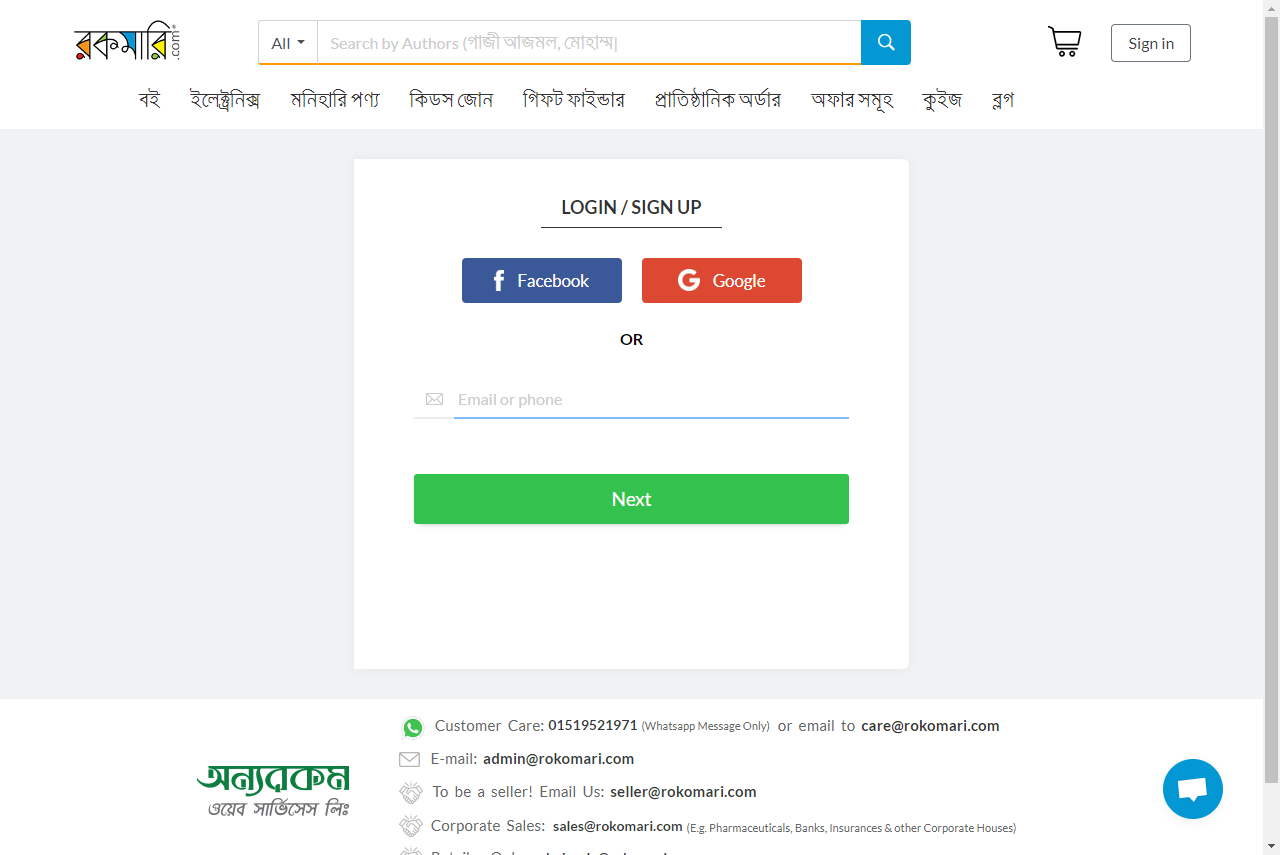 রকমারি.com
All
Search by Authors (গাজী আজমল, মোহাম্ম|
Sign in
বই ইলেক্ট্রনিক্স মনিহারি পণ্য কিডস জোন গিফট ফাইন্ডার প্রাতিষ্ঠানিক অর্ডার অফার সমূহ কুইজ ব্লগ
LOGIN / SIGN UP
Facebook Google
OR
Email or phone
Next
Customer Care: 01519521971 (Whatsapp Message Only) or email to care@rokomari.com
E-mail: admin@rokomari.com
অন্যরকম
ওয়েব সার্ভিসেস লিঃ
To be a seller! Email Us: seller@rokomari.com
Corporate Sales: sales@rokomari.com (E.g. Pharmaceuticals, Banks, Insurances & other Corporate Houses)